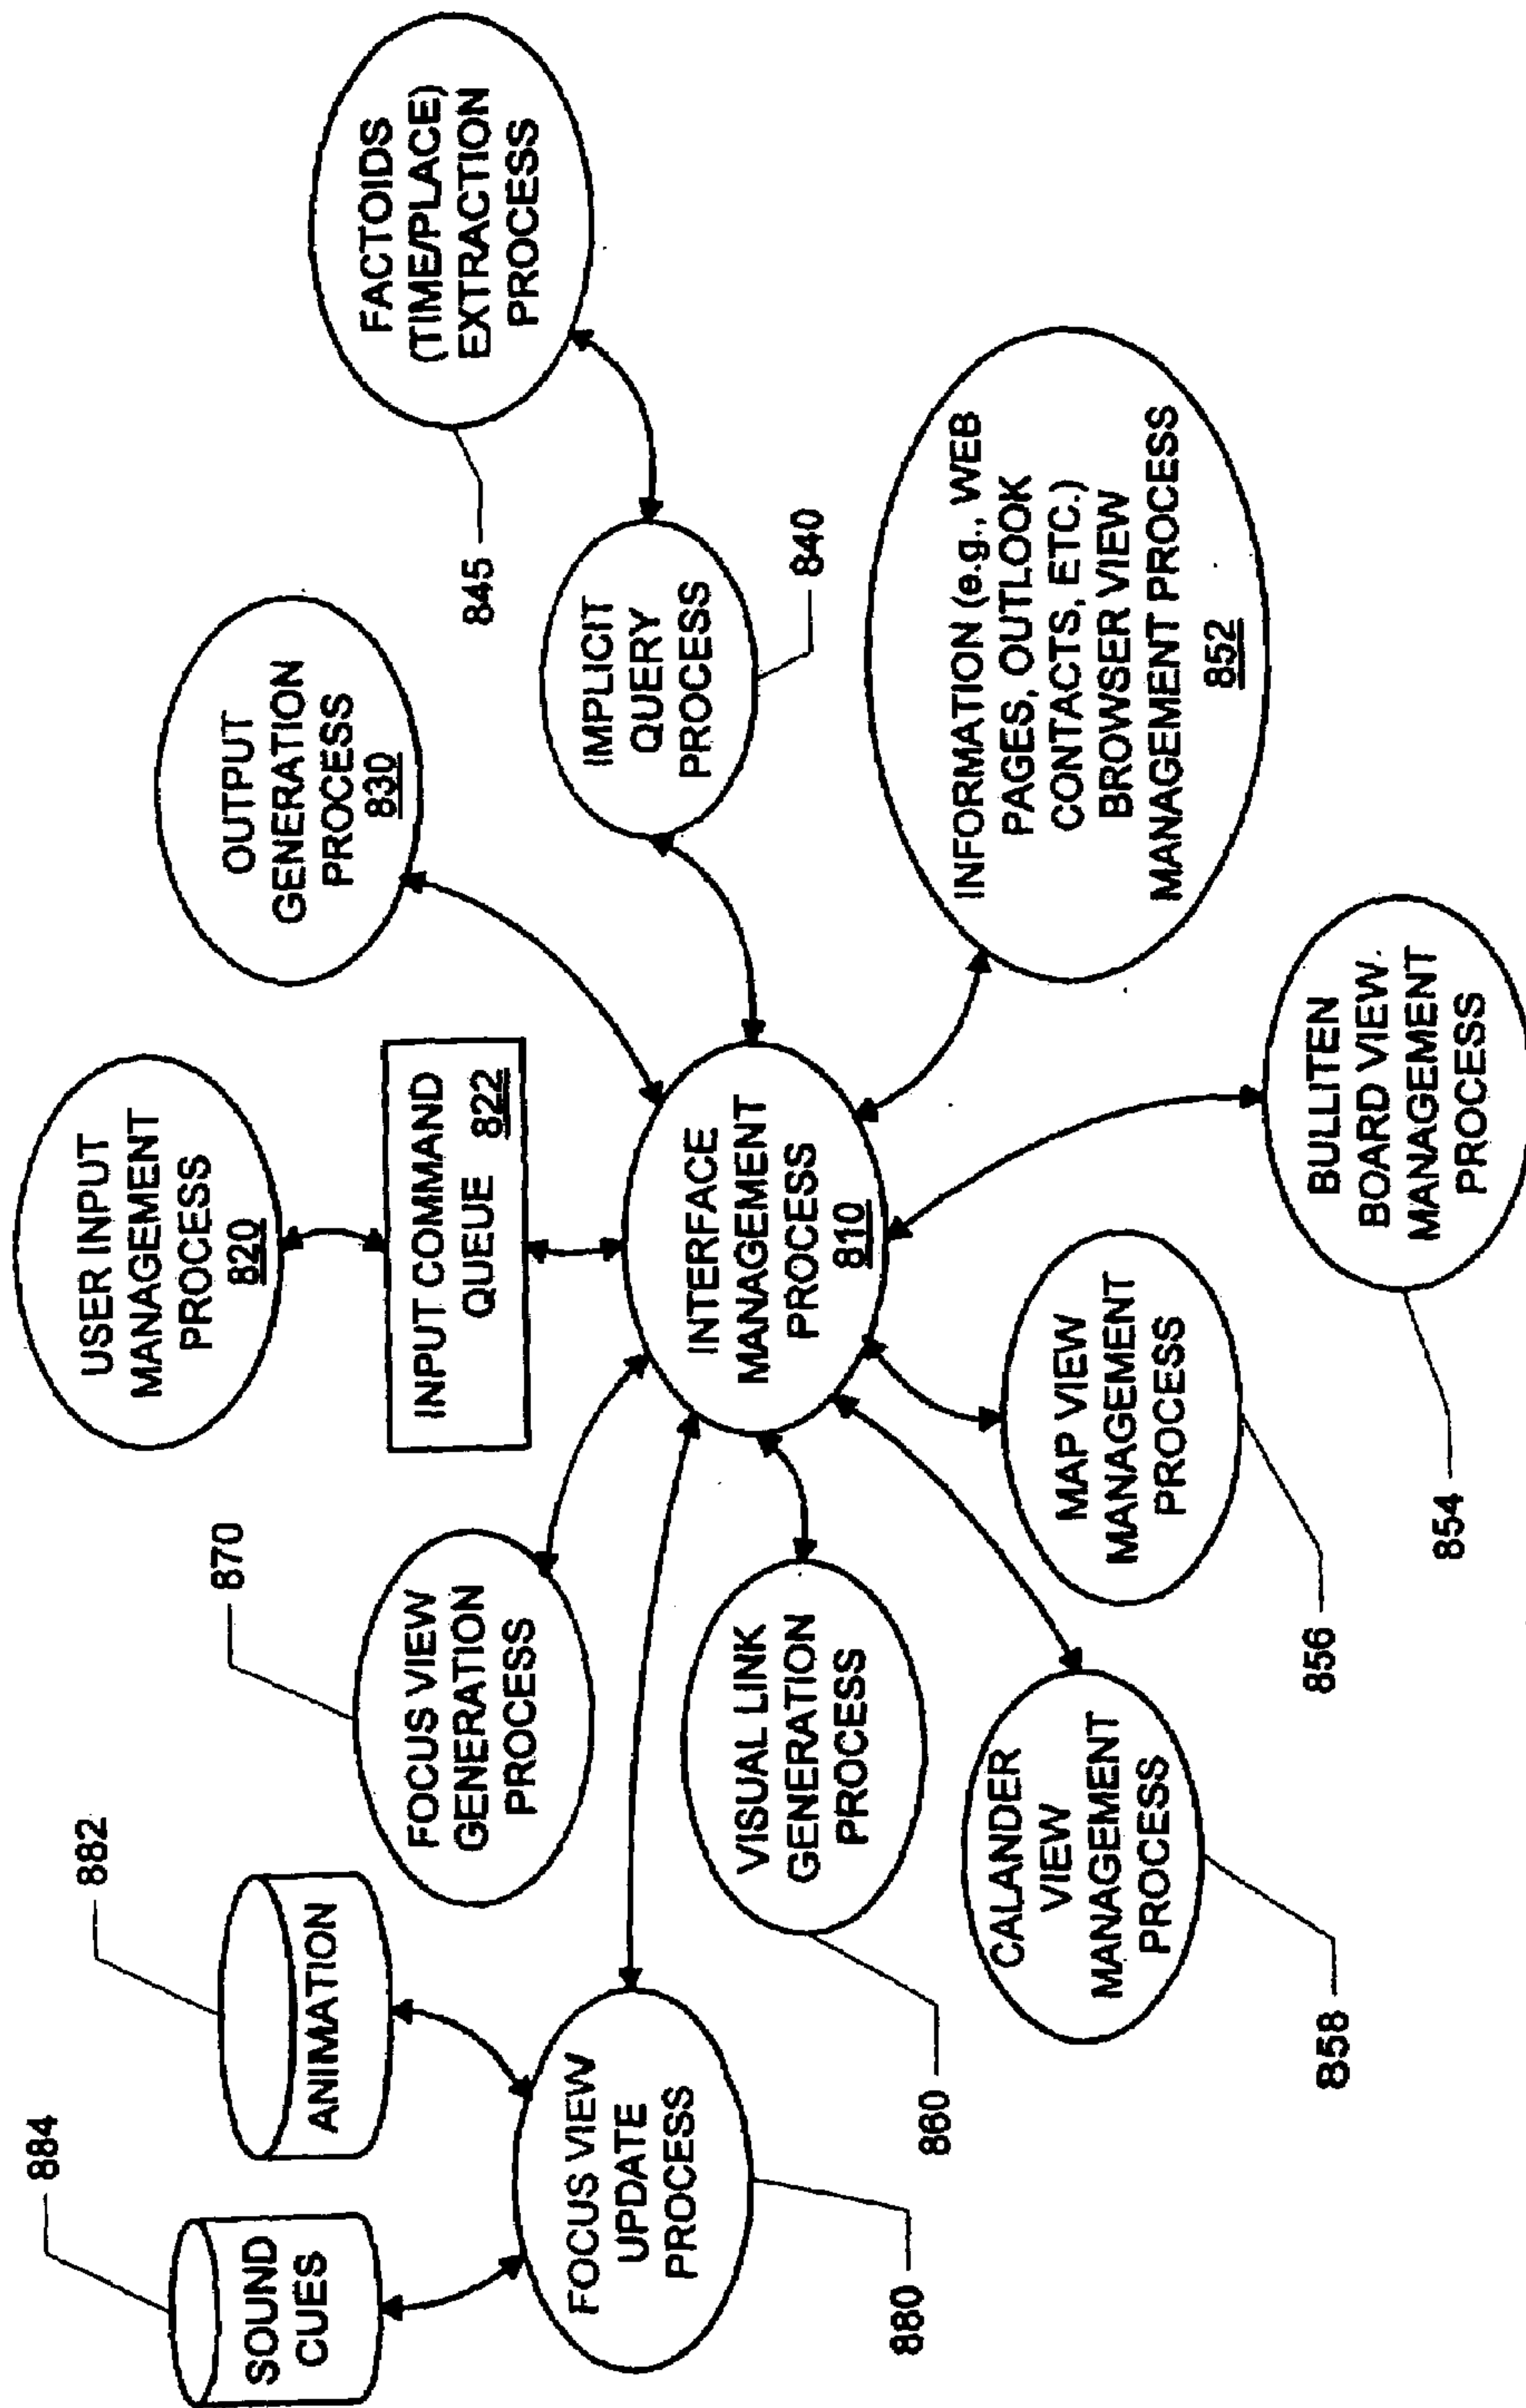 884
SOUND
CUES
882
ANIMATION
870
FOCUS VIEW
GENERATION
PROCESS
USER INPUT
MANAGEMENT
PROCESS
820
INPUT COMMAND
QUEUE 822
OUTPUT
GENERATION
PROCESS
830
FACTOIDS
(TIME/PLACE)
EXTRACTION
PROCESS
845
IMPLICIT
QUERY
PROCESS
840
FOCUS VIEW
UPDATE
PROCESS
880
VISUAL LINK
GENERATION
PROCESS
860
INTERFACE
MANAGEMENT
PROCESS
810
INFORMATION (e.g., WEB
PAGES, OUTLOOK
CONTACTS, ETC.)
BROWSER VIEW
MANAGEMENT PROCESS
852
CALANDER
VIEW
MANAGEMENT
PROCESS
858
MAP VIEW
MANAGEMENT
PROCESS
856
BULLITEN
BOARD VIEW
MANAGEMENT
PROCESS
854